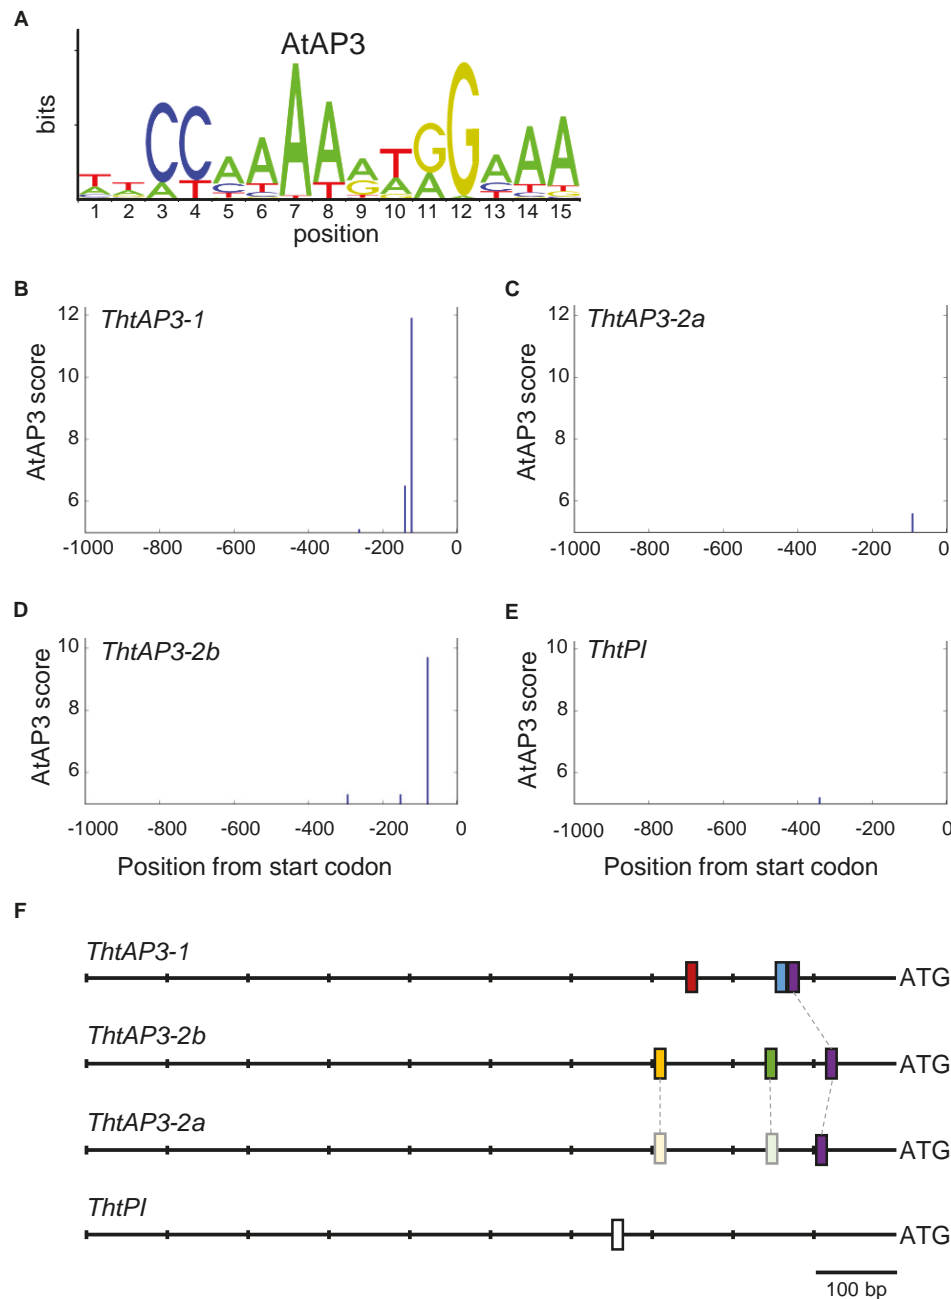 A
AtAP3
bits
TTCCAAAAATGGAAA
1 2 3 4 5 6 7 8 9 10 11 12 13 14 15
position
B
ThtAP3-1
AtAP3 score
12
10
8
6
-1000 -800 -600 -400 -200 0
C
ThtAP3-2a
AtAP3 score
12
10
8
6
-1000 -800 -600 -400 -200 0
D
ThtAP3-2b
AtAP3 score
10
8
6
-1000 -800 -600 -400 -200 0
Position from start codon
E
ThtPI
AtAP3 score
10
8
6
-1000 -800 -600 -400 -200 0
Position from start codon
F
ThtAP3-1
ATG
ThtAP3-2b
ATG
ThtAP3-2a
ATG
ThtPI
ATG
100 bp